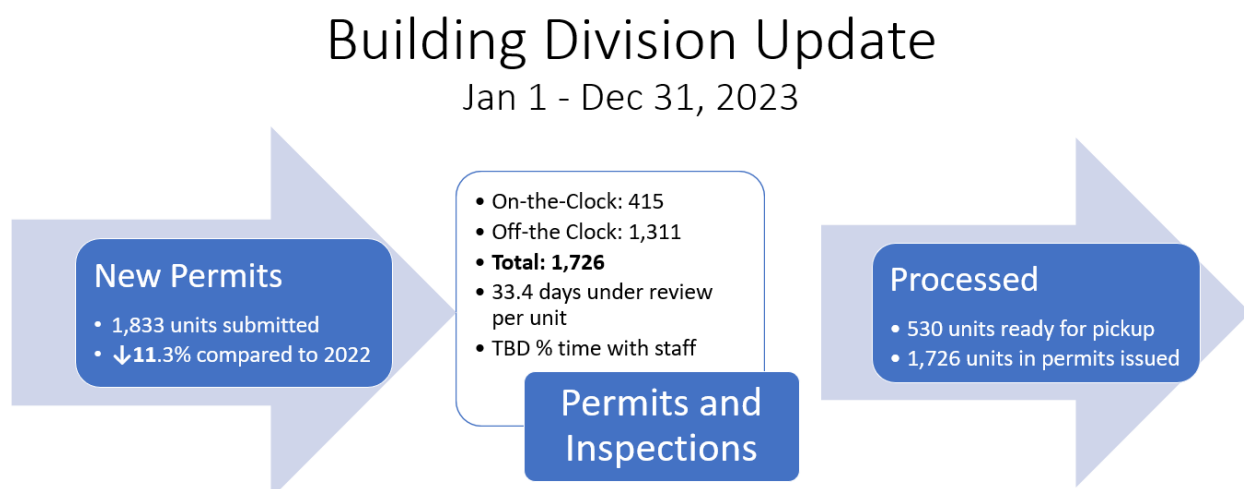 Building Division Update
Jan 1 - Dec 31, 2023
New Permits
• 1,833 units submitted
• ↓11.3% compared to 2022
• On-the-Clock: 415
• Off-the Clock: 1,311
• Total: 1,726
• 33.4 days under review
per unit
• TBD % time with staff
Permits and
Inspections
Processed
• 530 units ready for pickup
• 1,726 units in permits issued